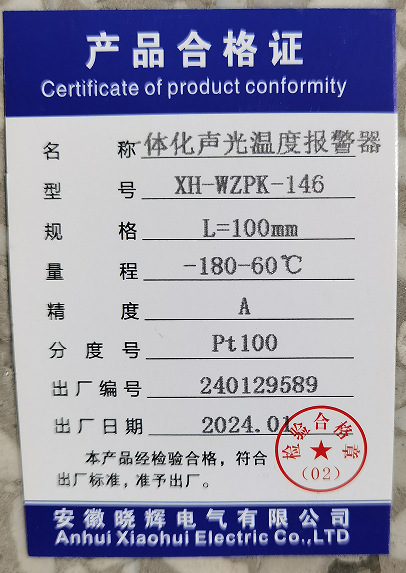 产品合格证
Certificate of product conformity
名称 体化声光温度报警器
型号 XH-WZPK-146
规格 L=100mm
量程 -180-60℃
精度 A
分度号 Pt100
出厂编号 240129589
出厂日期 2024.01
检验合格章
(02)
本产品经检验合格，符合
出厂标准，准予出厂。
安徽晓辉电气有限公司
Anhui Xiaohui Electric Co.,LTD